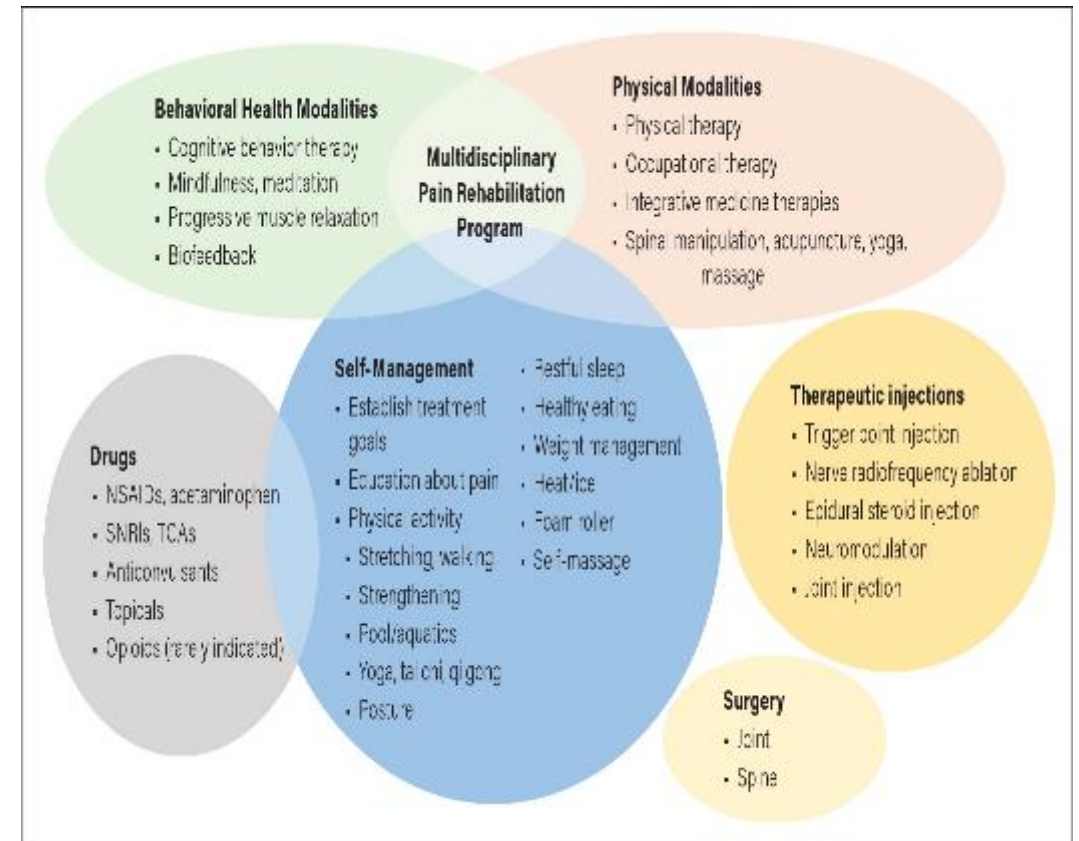 Behavioral Health Modalities
• Cognitive behavior therapy
• Mindfulness, meditation
• Progressive muscle relaxation
• Biofeedback
Multidisciplinary
Pain Rehabilitation
Program
Physical Modalities
• Physical therapy
• Occupational therapy
• Integrative medicine therapies
• Spinal manipulation, acupuncture, yoga,
massage
Self-Management
• Establish treatment
goals
• Education about pain
• Physical activity
• Stretching, walking
• Strengthening
• Pool/aquatics
• Yoga, tai chi, qi gong
• Posture
• Restful sleep
• Healthy eating
• Weight management
• Heat/ice
• Foam roller
• Self-massage
Drugs
• NSAIDs, acetaminophen
• SNRIs, TCAs
• Anticonvulsants
• Topicals
• Opioids (rarely indicated)
Therapeutic injections
• Trigger point injection
• Nerve radiofrequency ablation
• Epidural steroid injection
• Neuromodulation
• Joint injection
Surgery
• Joint
• Spine